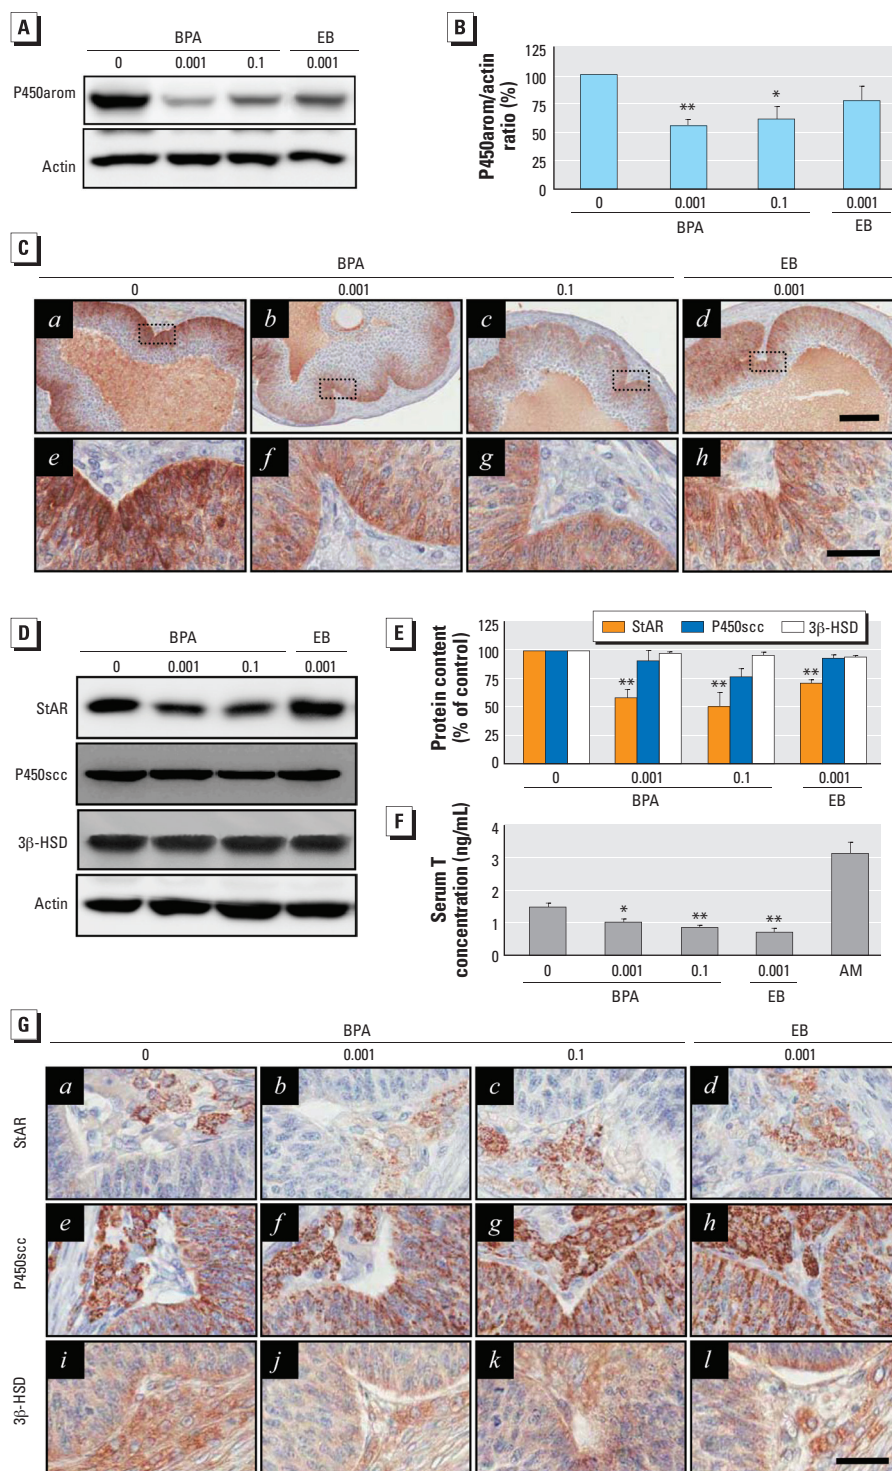 A
BPA EB
0 0.001 0.1 0.001
P450arom
Actin
B
P450arom/actin
ratio (%)
125
100
75
50
25
0
** *
0 0.001 0.1 0.001
BPA EB
C
BPA EB
0 0.001 0.1 0.001
a b c d
e f g h
D
BPA EB
0 0.001 0.1 0.001
StAR
P450scc
3β-HSD
Actin
E
StAR P450scc 3β-HSD
Protein content
(% of control)
125
100
75
50
25
0
** ** **
0 0.001 0.1 0.001
BPA EB
F
Serum T
concentration (ng/mL)
4
3
2
1
0
* ** **
0 0.001 0.1 0.001 AM
BPA EB
G
BPA EB
0 0.001 0.1 0.001
StAR
a b c d
P450scc
e f g h
3β-HSD
i j k l